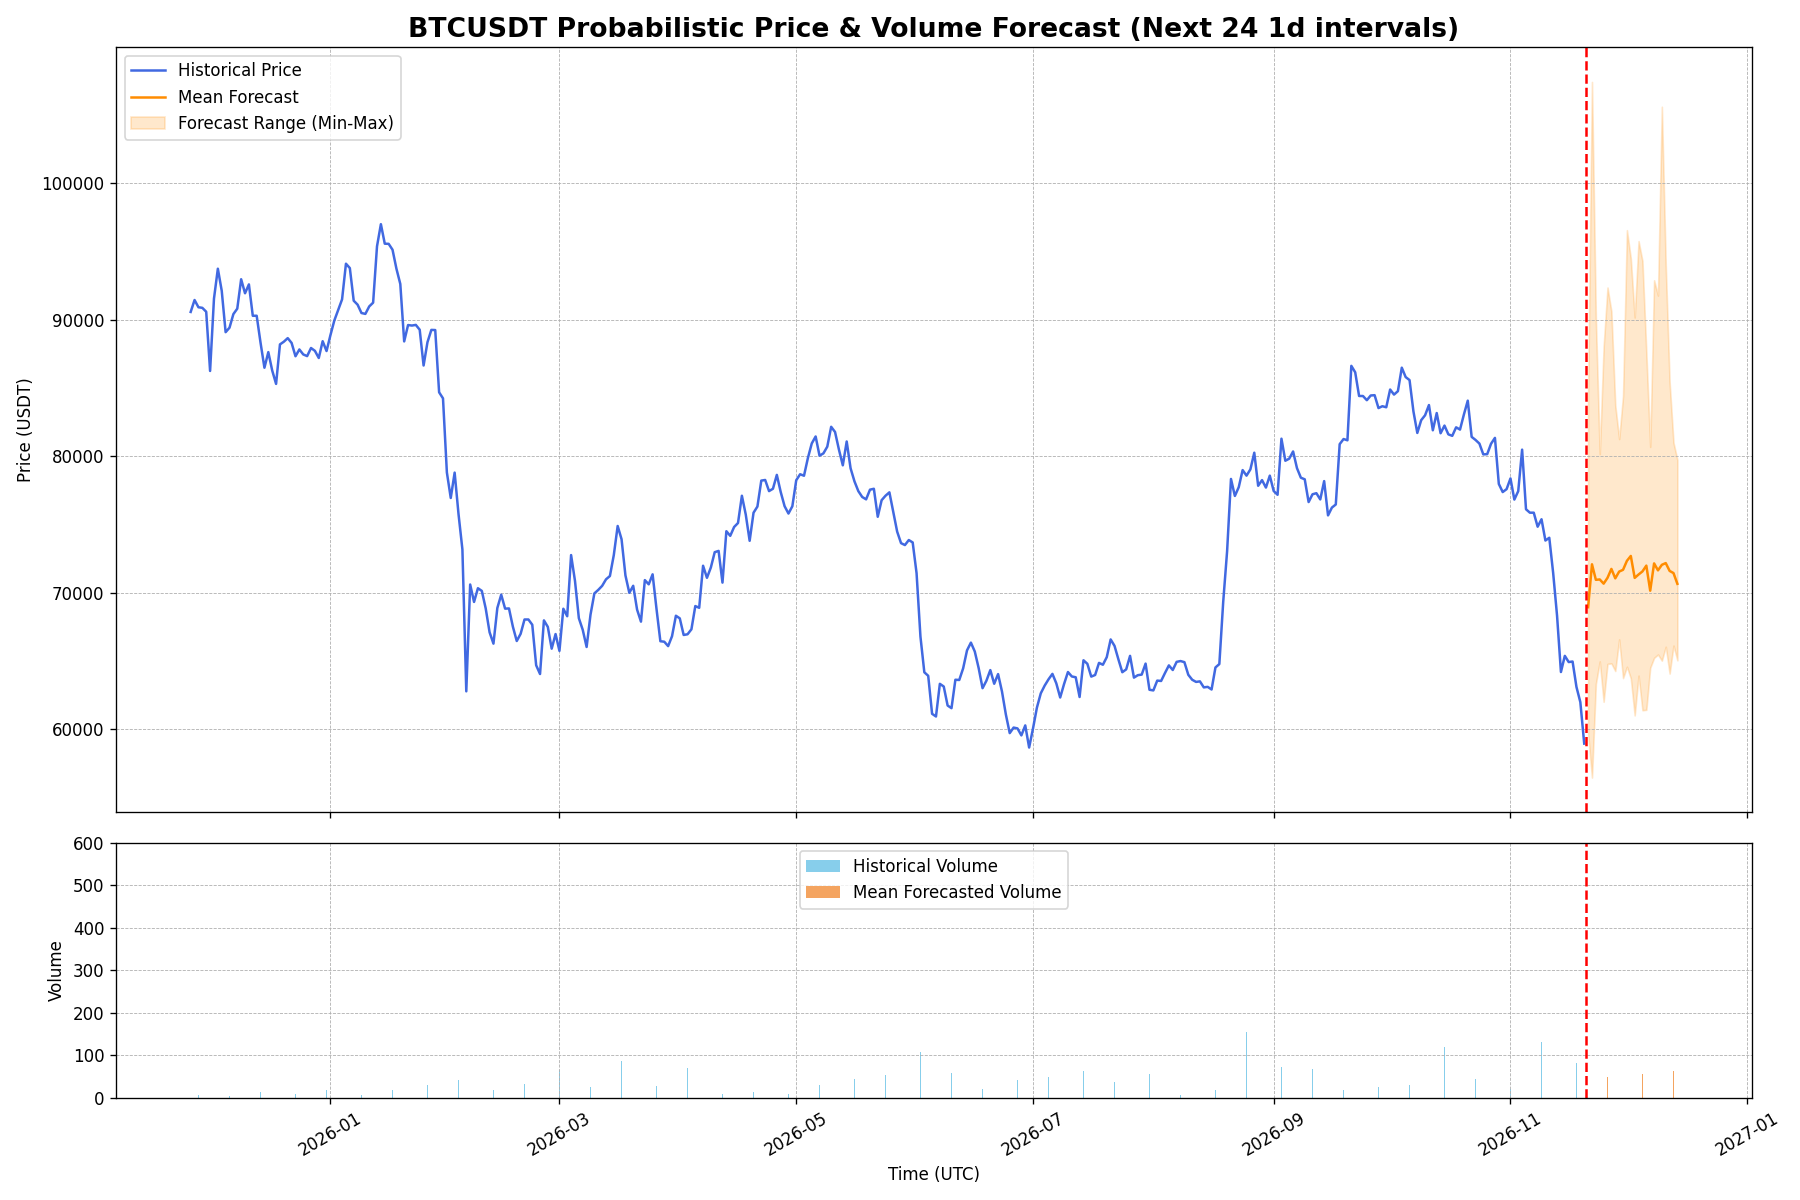 BTCUSDT Probabilistic Price & Volume Forecast (Next 24 1d intervals)
Historical Price
Mean Forecast
Forecast Range (Min-Max)
100000
90000
80000
70000
60000
Price (USDT)
Historical Volume
Mean Forecasted Volume
600
500
400
300
200
100
0
Volume
2026-01
2026-03
2026-05
2026-07
2026-09
2026-11
2027-01
Time (UTC)